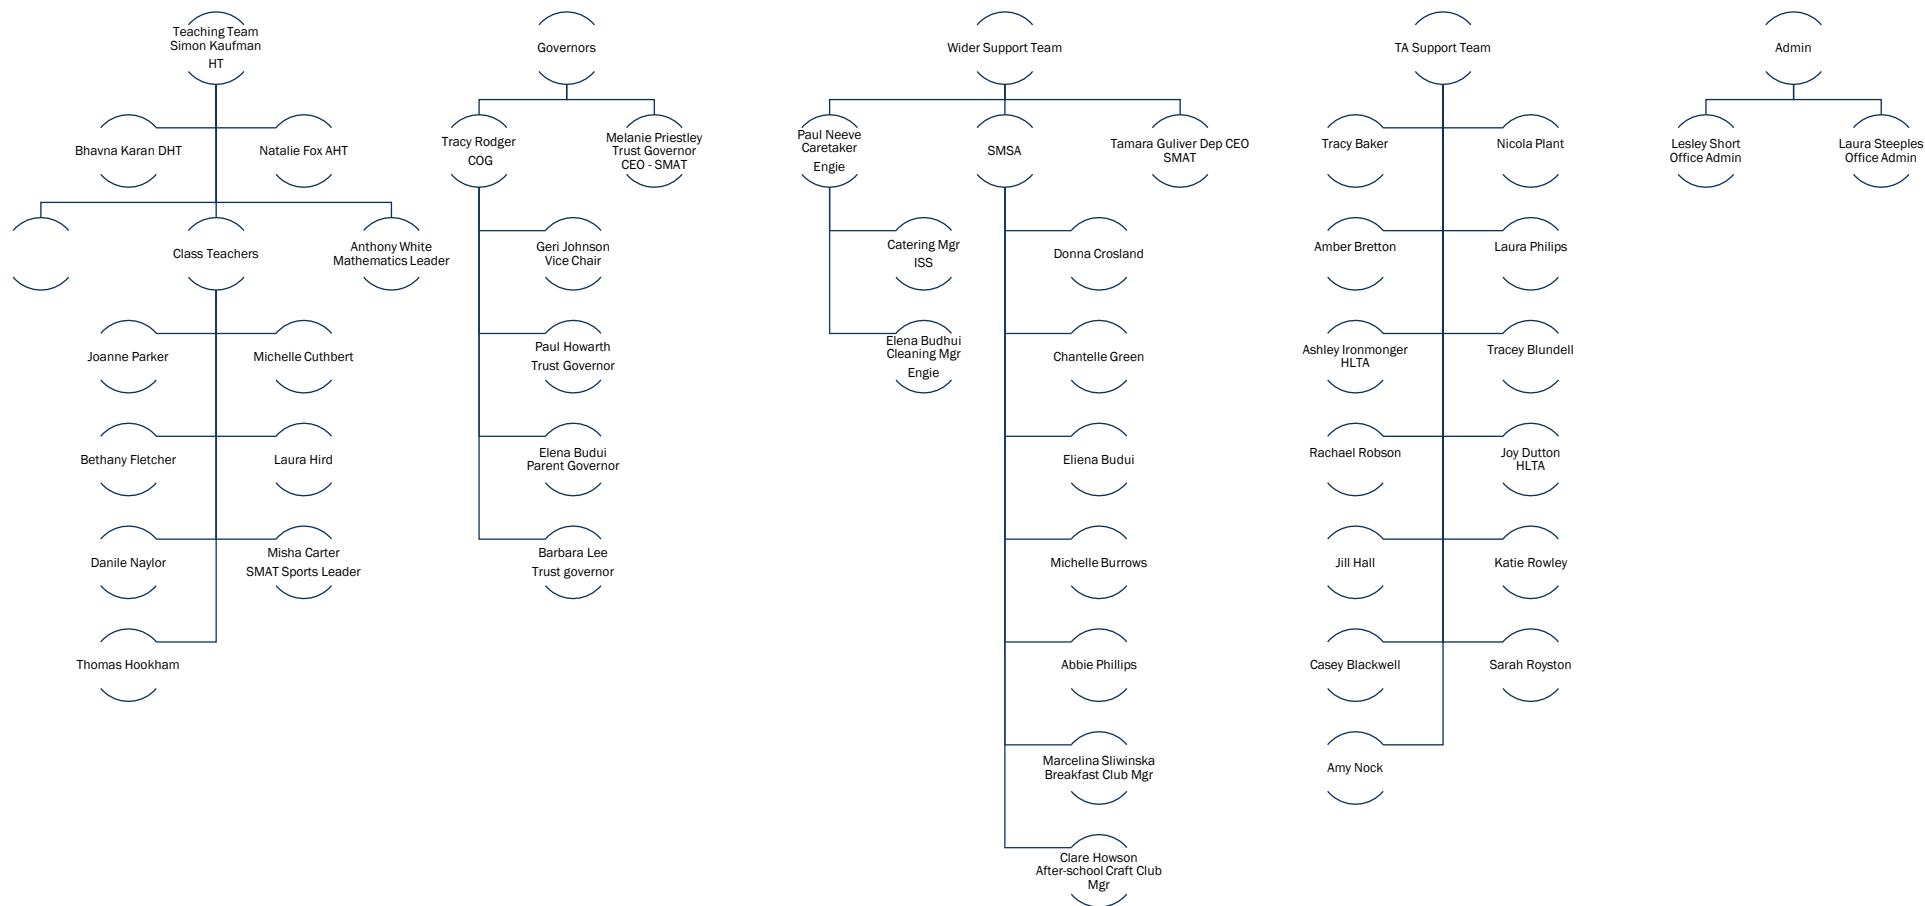 Teaching Team
Simon Kaufman
HT
Governors
Wider Support Team
TA Support Team
Admin
Bhavna Karan DHT
Natalie Fox AHT
Tracy Rodger
COG
Melanie Priestley
Trust Governor
CEO - SMAT
Paul Neeve
Caretaker
Engie
SMSA
Tamara Guliver Dep CEO
SMAT
Tracy Baker
Nicola Plant
Lesley Short
Office Admin
Laura Steeples
Office Admin
Class Teachers
Anthony White
Mathematics Leader
Geri Johnson
Vice Chair
Catering Mgr
ISS
Donna Crosland
Amber Bretton
Laura Philips
Joanne Parker
Michelle Cuthbert
Paul Howarth
Trust Governor
Elena Budhui
Cleaning Mgr
Engie
Chantelle Green
Ashley Ironmonger
HLTA
Tracey Blundell
Bethany Fletcher
Laura Hird
Elena Budui
Parent Governor
Eliena Budui
Rachael Robson
Joy Dutton
HLTA
Danile Naylor
Misha Carter
SMAT Sports Leader
Barbara Lee
Trust governor
Michelle Burrows
Jill Hall
Katie Rowley
Thomas Hookham
Abbie Phillips
Casey Blackwell
Sarah Royston
Marcelina Sliwinska
Breakfast Club Mgr
Amy Nock
Clare Howson
After-school Craft Club
Mgr